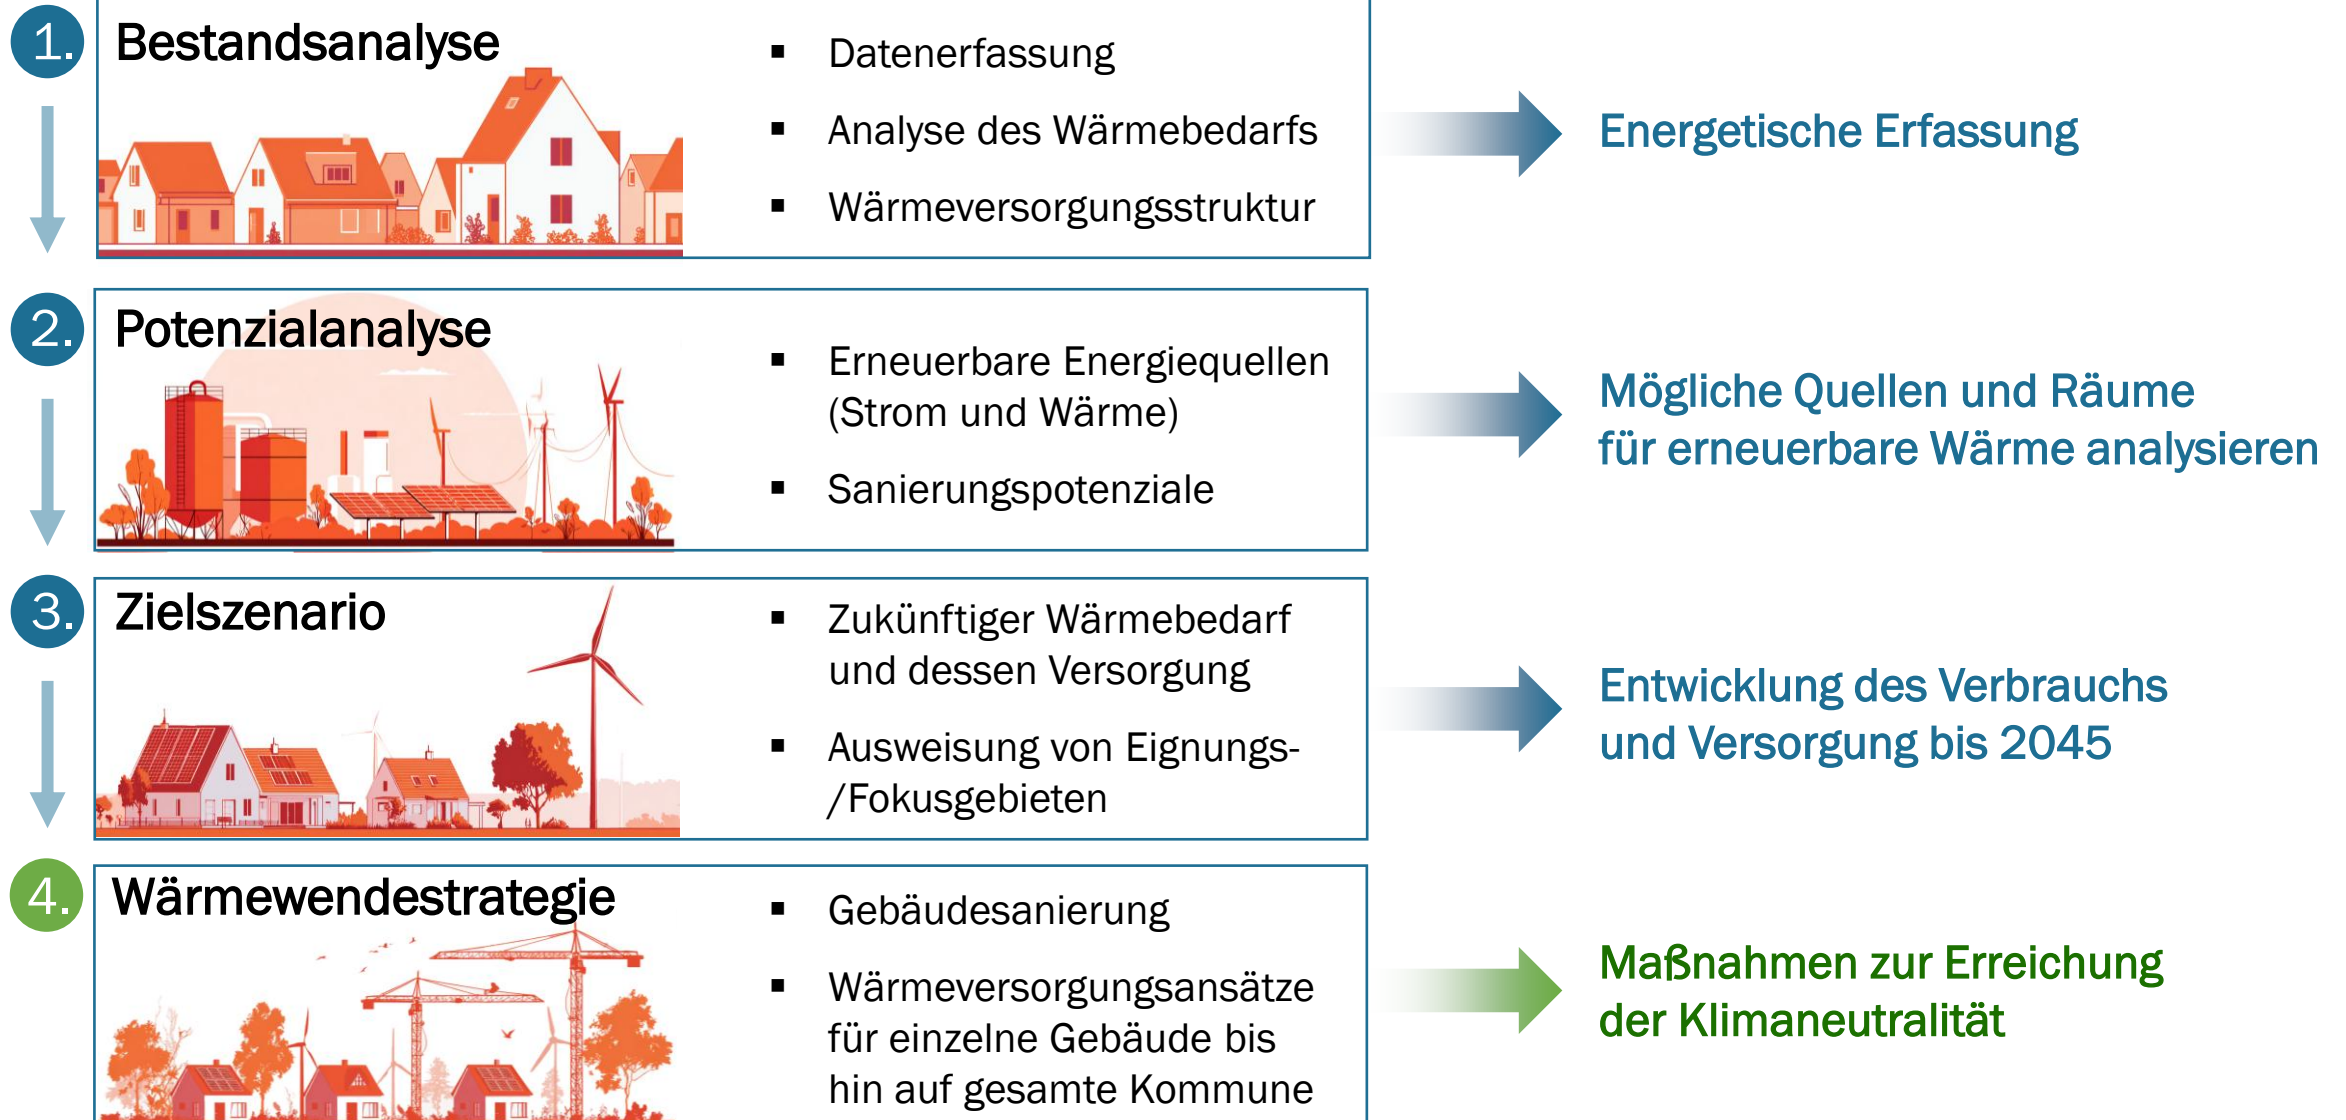 1.
Bestandsanalyse
▪ Datenerfassung
▪ Analyse des Wärmebedarfs
▪ Wärmeversorgungsstruktur
Energetische Erfassung
2.
Potenzialanalyse
▪ Erneuerbare Energiequellen
(Strom und Wärme)
▪ Sanierungspotenziale
Mögliche Quellen und Räume
für erneuerbare Wärme analysieren
3.
Zielszenario
▪ Zukünftiger Wärmebedarf
und dessen Versorgung
▪ Ausweisung von Eignungs-
/Fokusgebieten
Entwicklung des Verbrauchs
und Versorgung bis 2045
4.
Wärmewendestrategie
▪ Gebäudesanierung
▪ Wärmeversorgungsansätze
für einzelne Gebäude bis
hin auf gesamte Kommune
Maßnahmen zur Erreichung
der Klimaneutralität